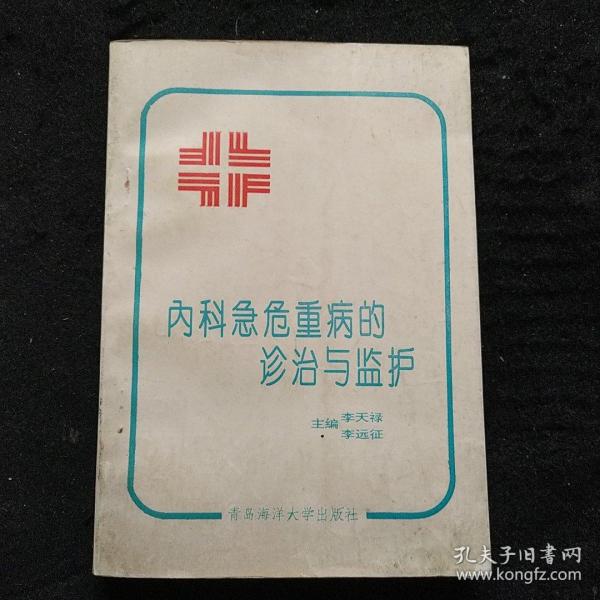 内科急危重病的
诊治与监护
主编 李天禄
李远征
青岛海洋大学出版社
孔夫子旧书网
www.kongfz.com